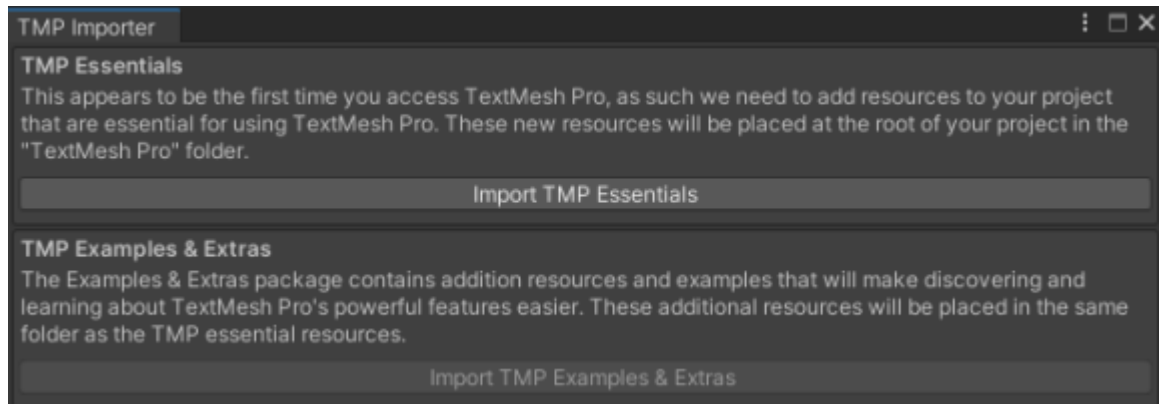 TMP Importer
TMP Essentials
This appears to be the first time you access TextMesh Pro, as such we need to add resources to your project
that are essential for using TextMesh Pro. These new resources will be placed at the root of your project in the
"TextMesh Pro" folder.
Import TMP Essentials
TMP Examples & Extras
The Examples & Extras package contains addition resources and examples that will make discovering and
learning about TextMesh Pro's powerful features easier. These additional resources will be placed in the same
folder as the TMP essential resources.
Import TMP Examples & Extras